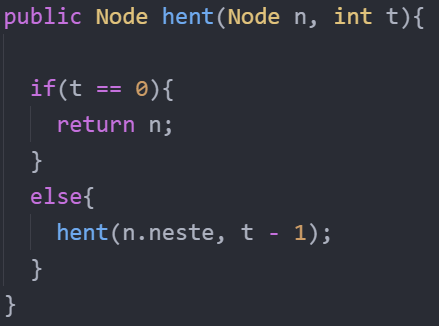 public Node hent(Node n, int t){
if(t == 0){
return n;
}
else{
hent(n.neste, t - 1);
}
}